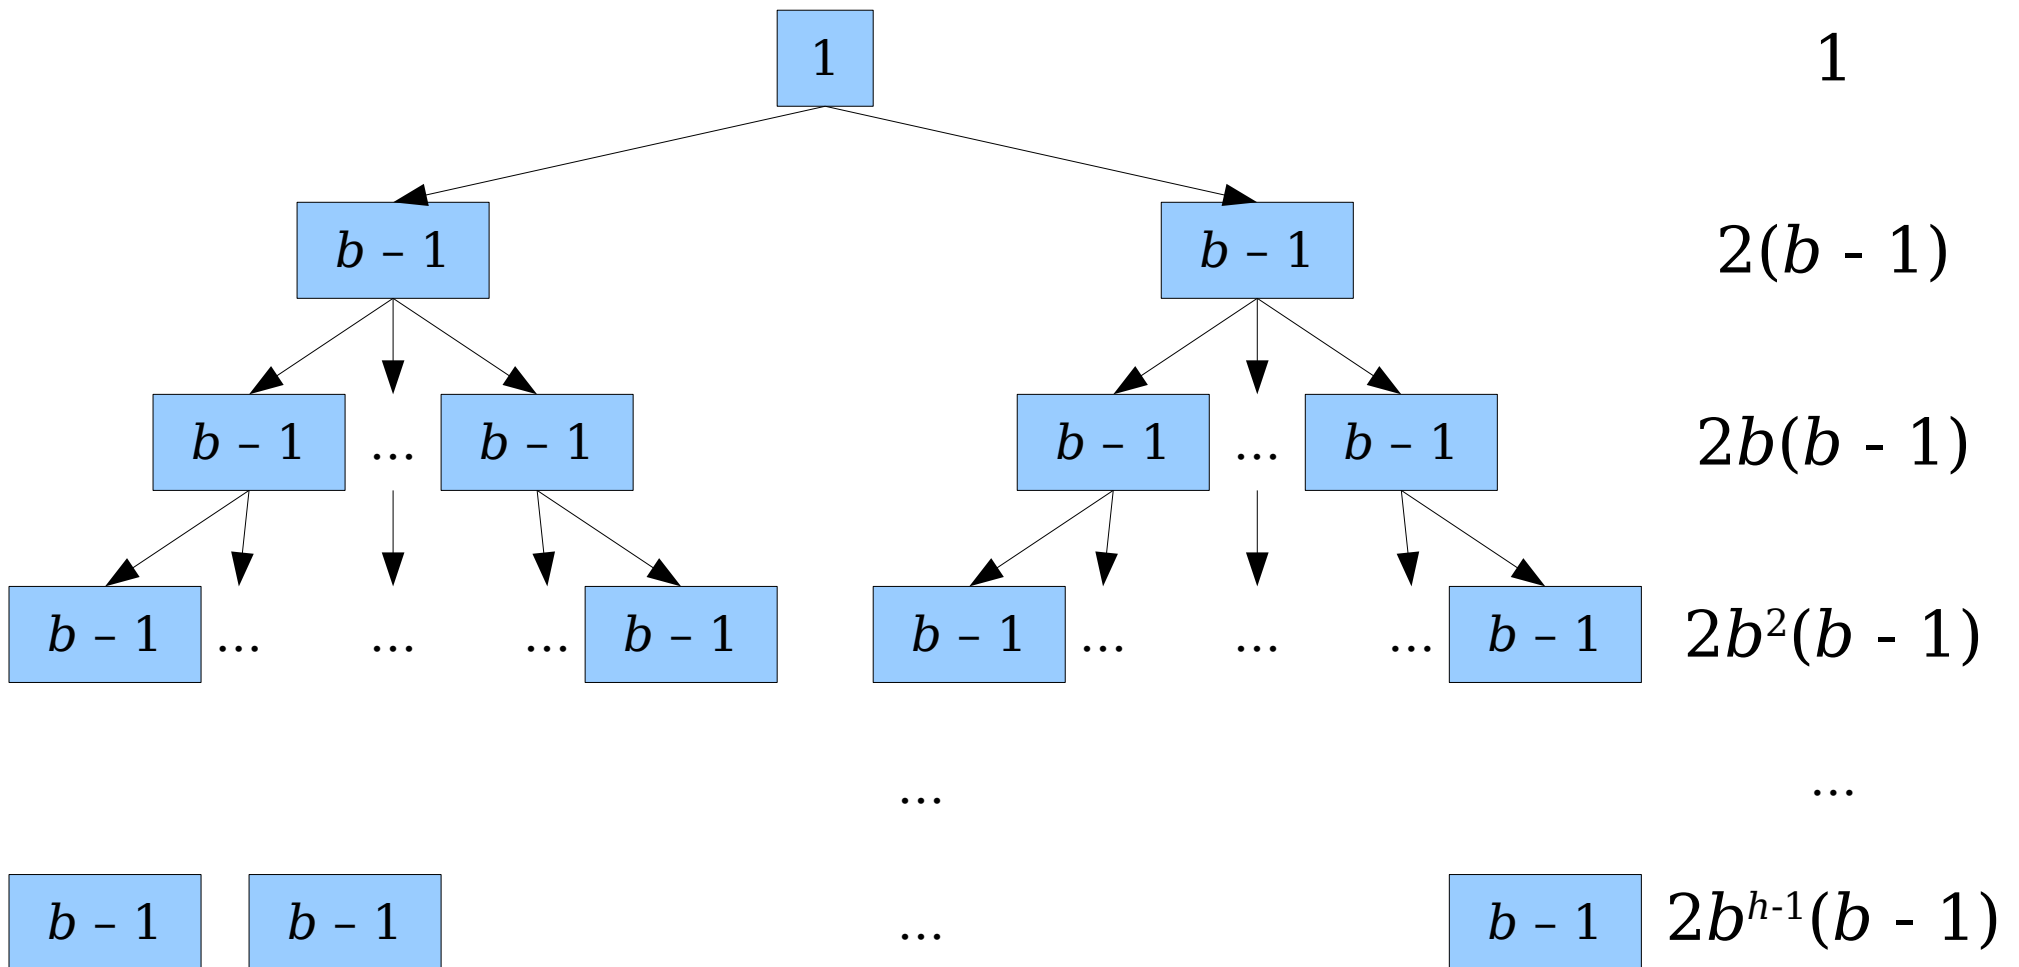 1 1
b – 1 b – 1 2(b - 1)
b – 1 ... b – 1 b – 1 ... b – 1 2b(b - 1)
b – 1 ... ... ... b – 1 b – 1 ... ... ... b – 1 2b²(b - 1)
... ...
b – 1 b – 1 ... b – 1 2bʰ⁻¹(b - 1)